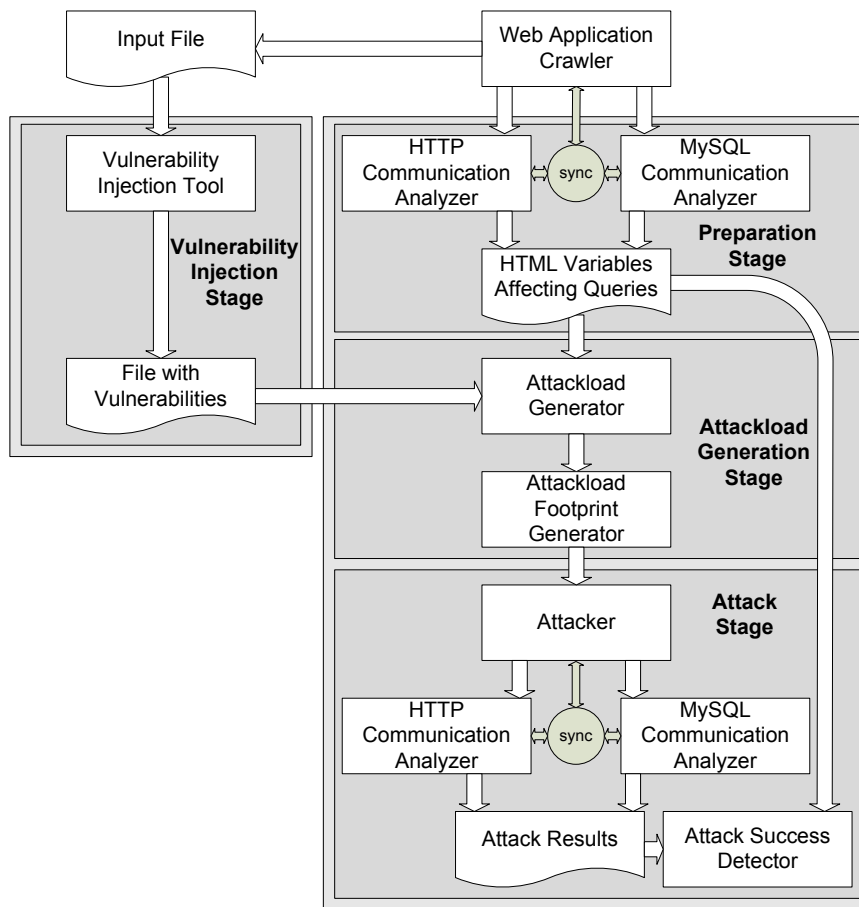 Input File
Web Application
Crawler
Vulnerability
Injection Tool
Vulnerability
Injection
Stage
File with
Vulnerabilities
HTTP
Communication
Analyzer
sync
MySQL
Communication
Analyzer
Preparation
Stage
HTML Variables
Affecting Queries
Attackload
Generator
Attackload
Generation
Stage
Attackload
Footprint
Generator
Attacker
Attack
Stage
HTTP
Communication
Analyzer
sync
MySQL
Communication
Analyzer
Attack Results
Attack Success
Detector